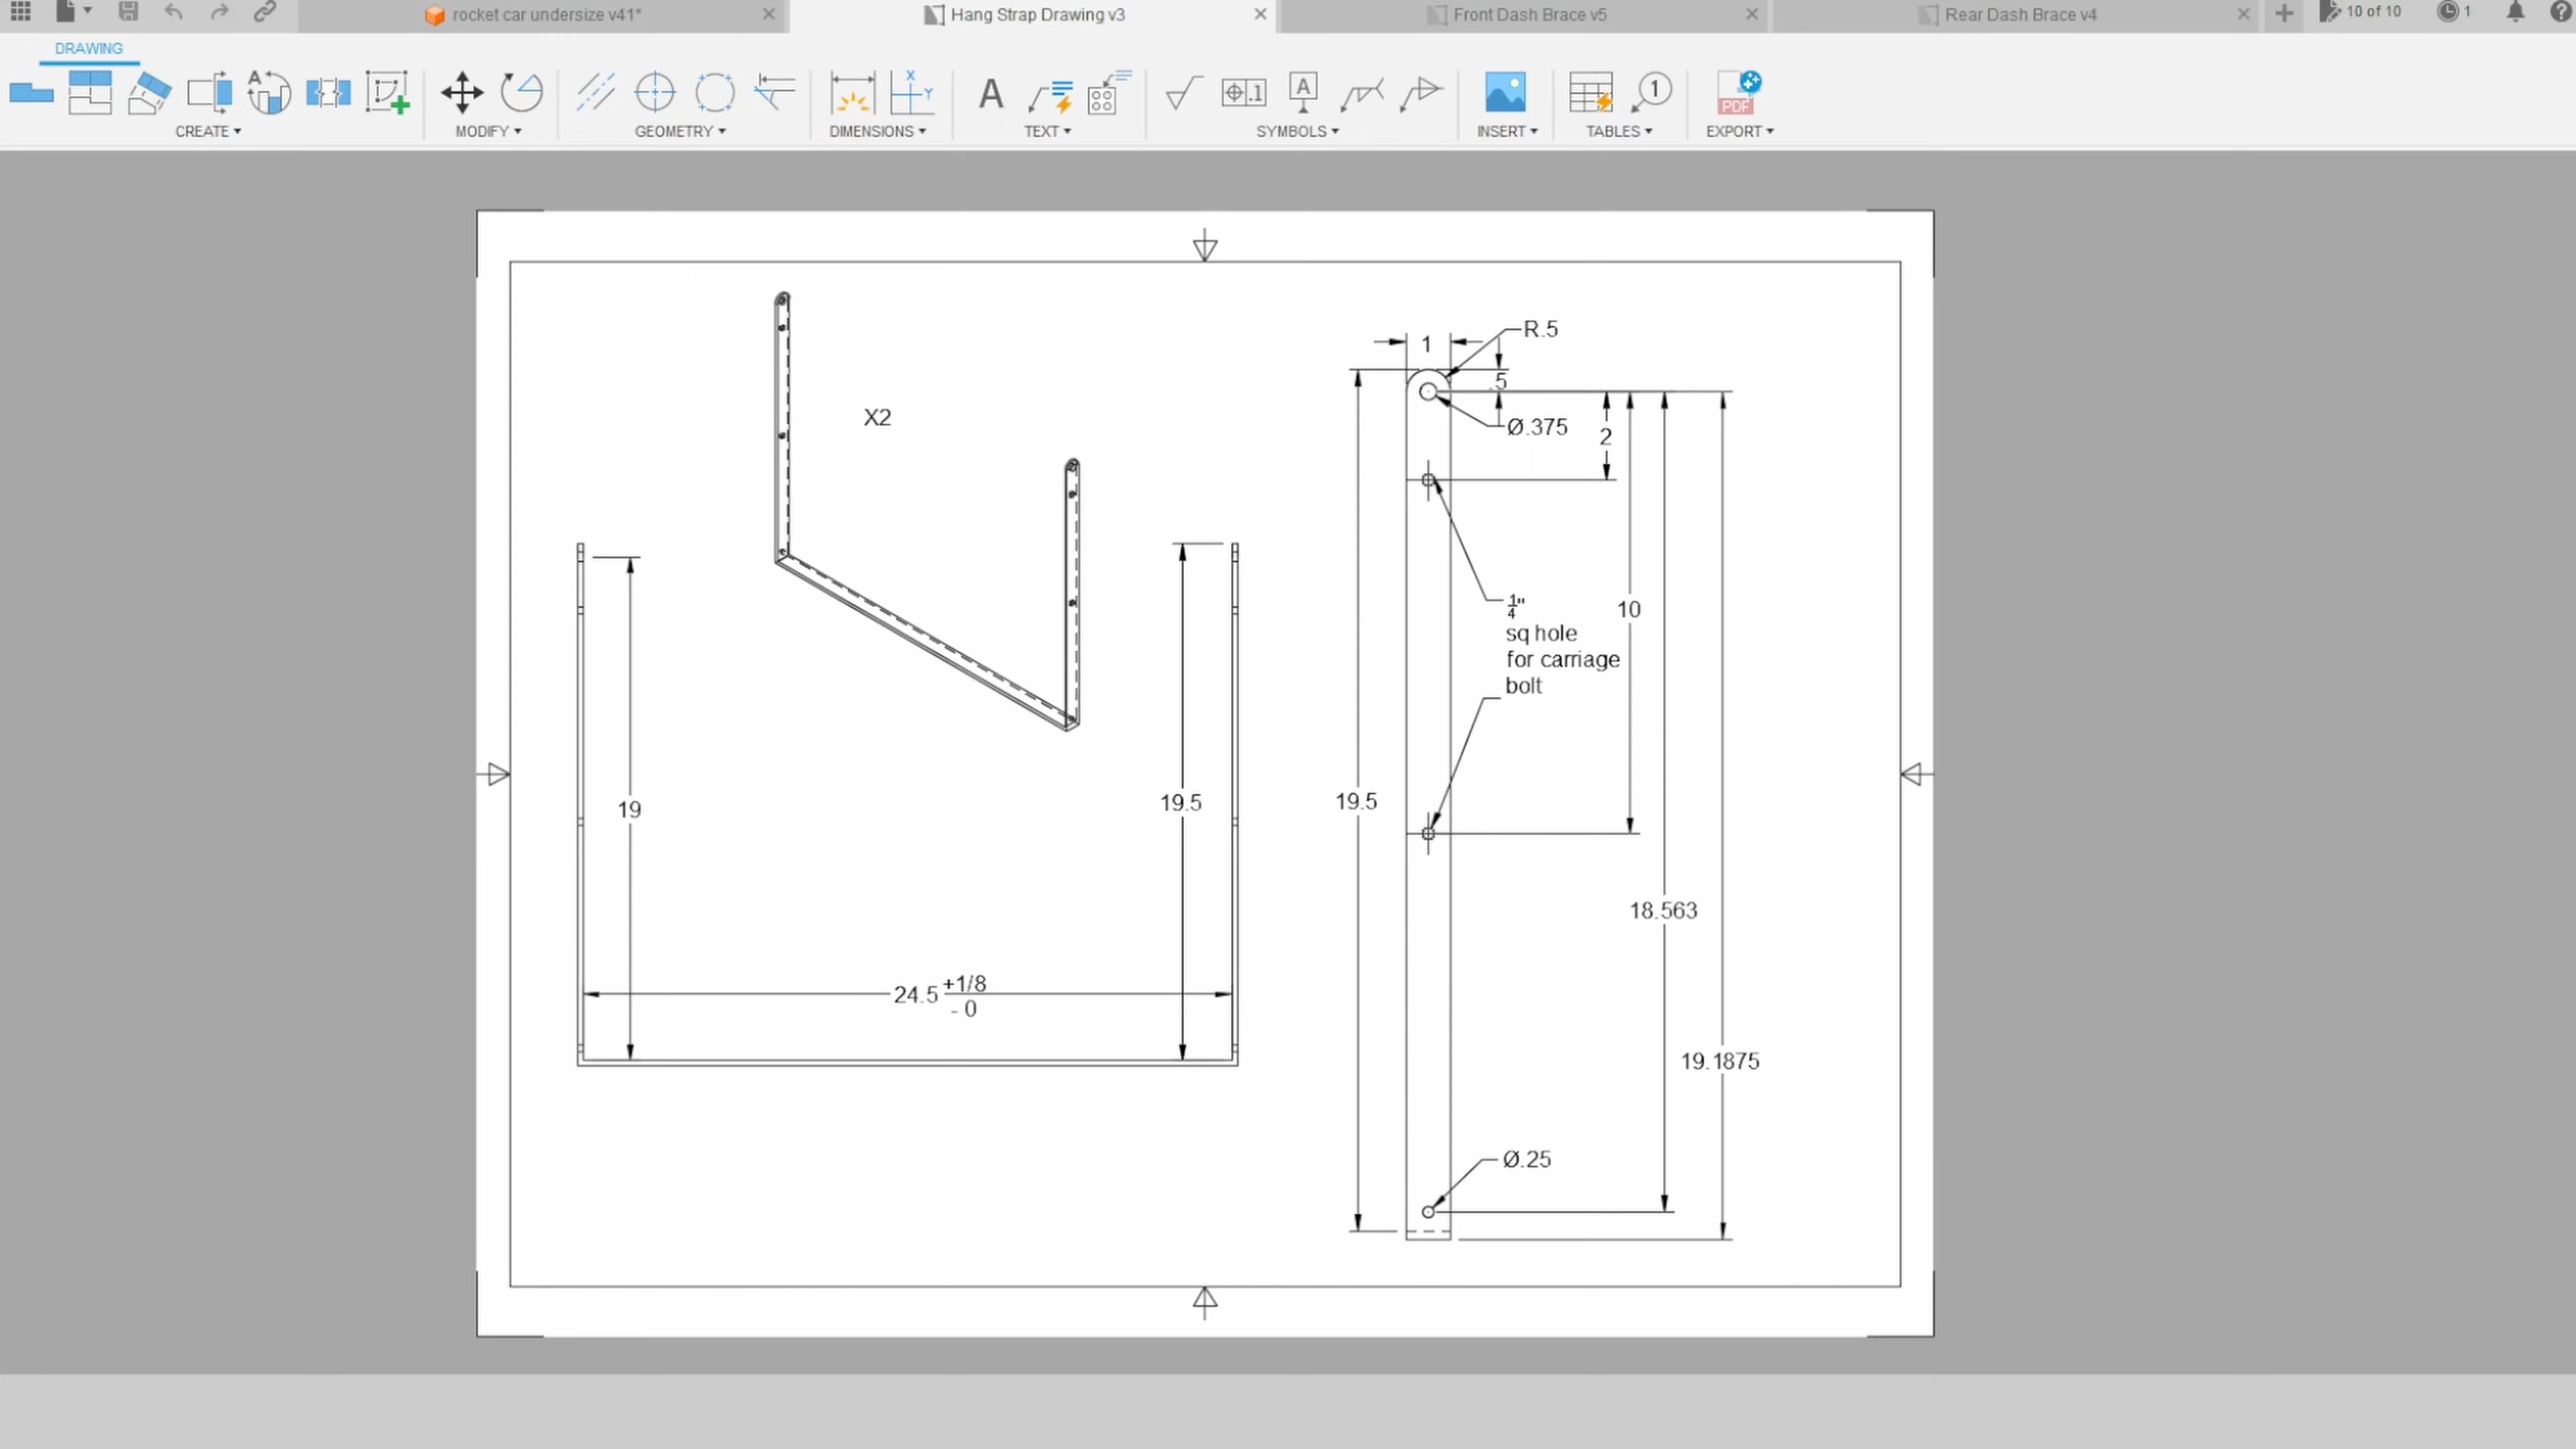 rocket car undersize v41*
Hang Strap Drawing v3
Front Dash Brace v5
Rear Dash Brace v4
10 of 10
1
DRAWING
CREATE
MODIFY
GEOMETRY
DIMENSIONS
TEXT
SYMBOLS
INSERT
TABLES
EXPORT
A
X
Y
A
.1
A
1
PDF
X2
19
19.5
24.5 +1/8
- 0
1
R.5
.5
Ø.375
2
1/4"
sq hole
for carriage
bolt
10
19.5
18.563
19.1875
Ø.25